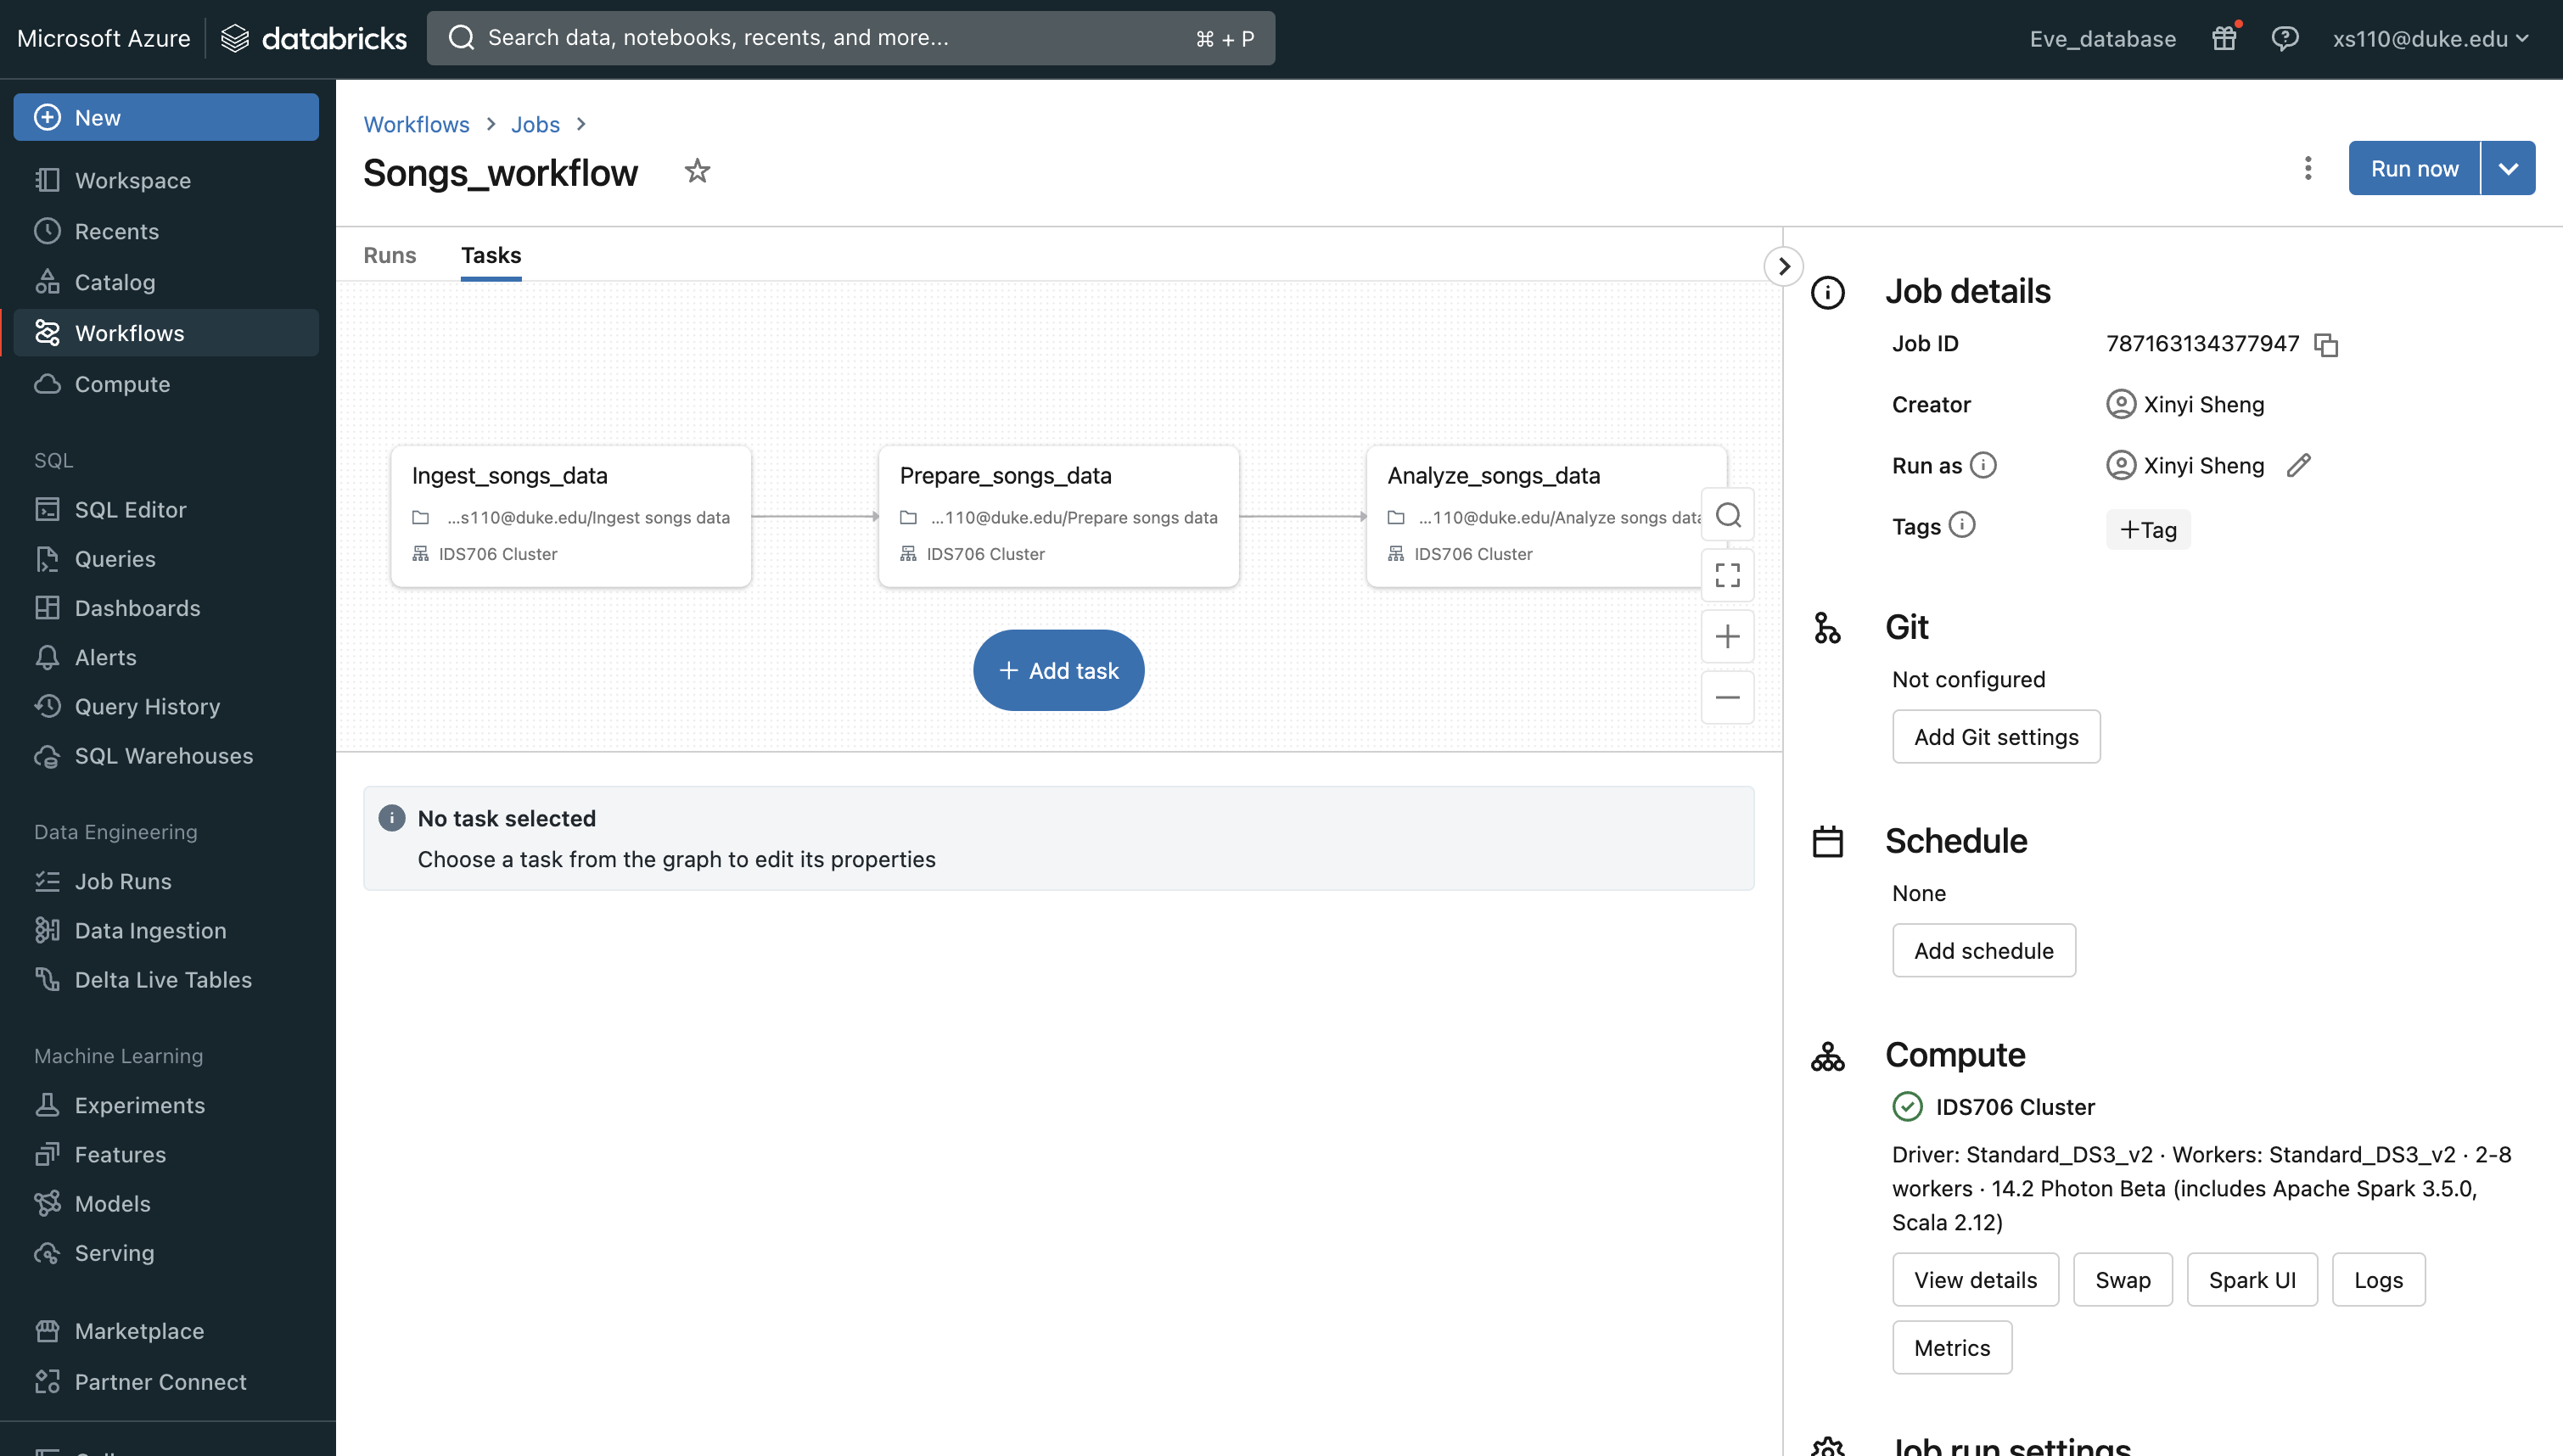 Microsoft Azure databricks
Search data, notebooks, recents, and more...
⌘ + P
Eve_database
xs110@duke.edu
New
Workspace
Recents
Catalog
Workflows
Compute
SQL
SQL Editor
Queries
Dashboards
Alerts
Query History
SQL Warehouses
Data Engineering
Job Runs
Data Ingestion
Delta Live Tables
Machine Learning
Experiments
Features
Models
Serving
Marketplace
Partner Connect
Workflows > Jobs >
Songs_workflow
Run now
Runs
Tasks
Ingest_songs_data
...s110@duke.edu/Ingest songs data
IDS706 Cluster
Prepare_songs_data
...110@duke.edu/Prepare songs data
IDS706 Cluster
Analyze_songs_data
...110@duke.edu/Analyze songs data
IDS706 Cluster
+ Add task
No task selected
Choose a task from the graph to edit its properties
Job details
Job ID
787163134377947
Creator
Xinyi Sheng
Run as
Xinyi Sheng
Tags
+Tag
Git
Not configured
Add Git settings
Schedule
None
Add schedule
Compute
IDS706 Cluster
Driver: Standard_DS3_v2 · Workers: Standard_DS3_v2 · 2-8
workers · 14.2 Photon Beta (includes Apache Spark 3.5.0,
Scala 2.12)
View details
Swap
Spark UI
Logs
Metrics
Job run settings